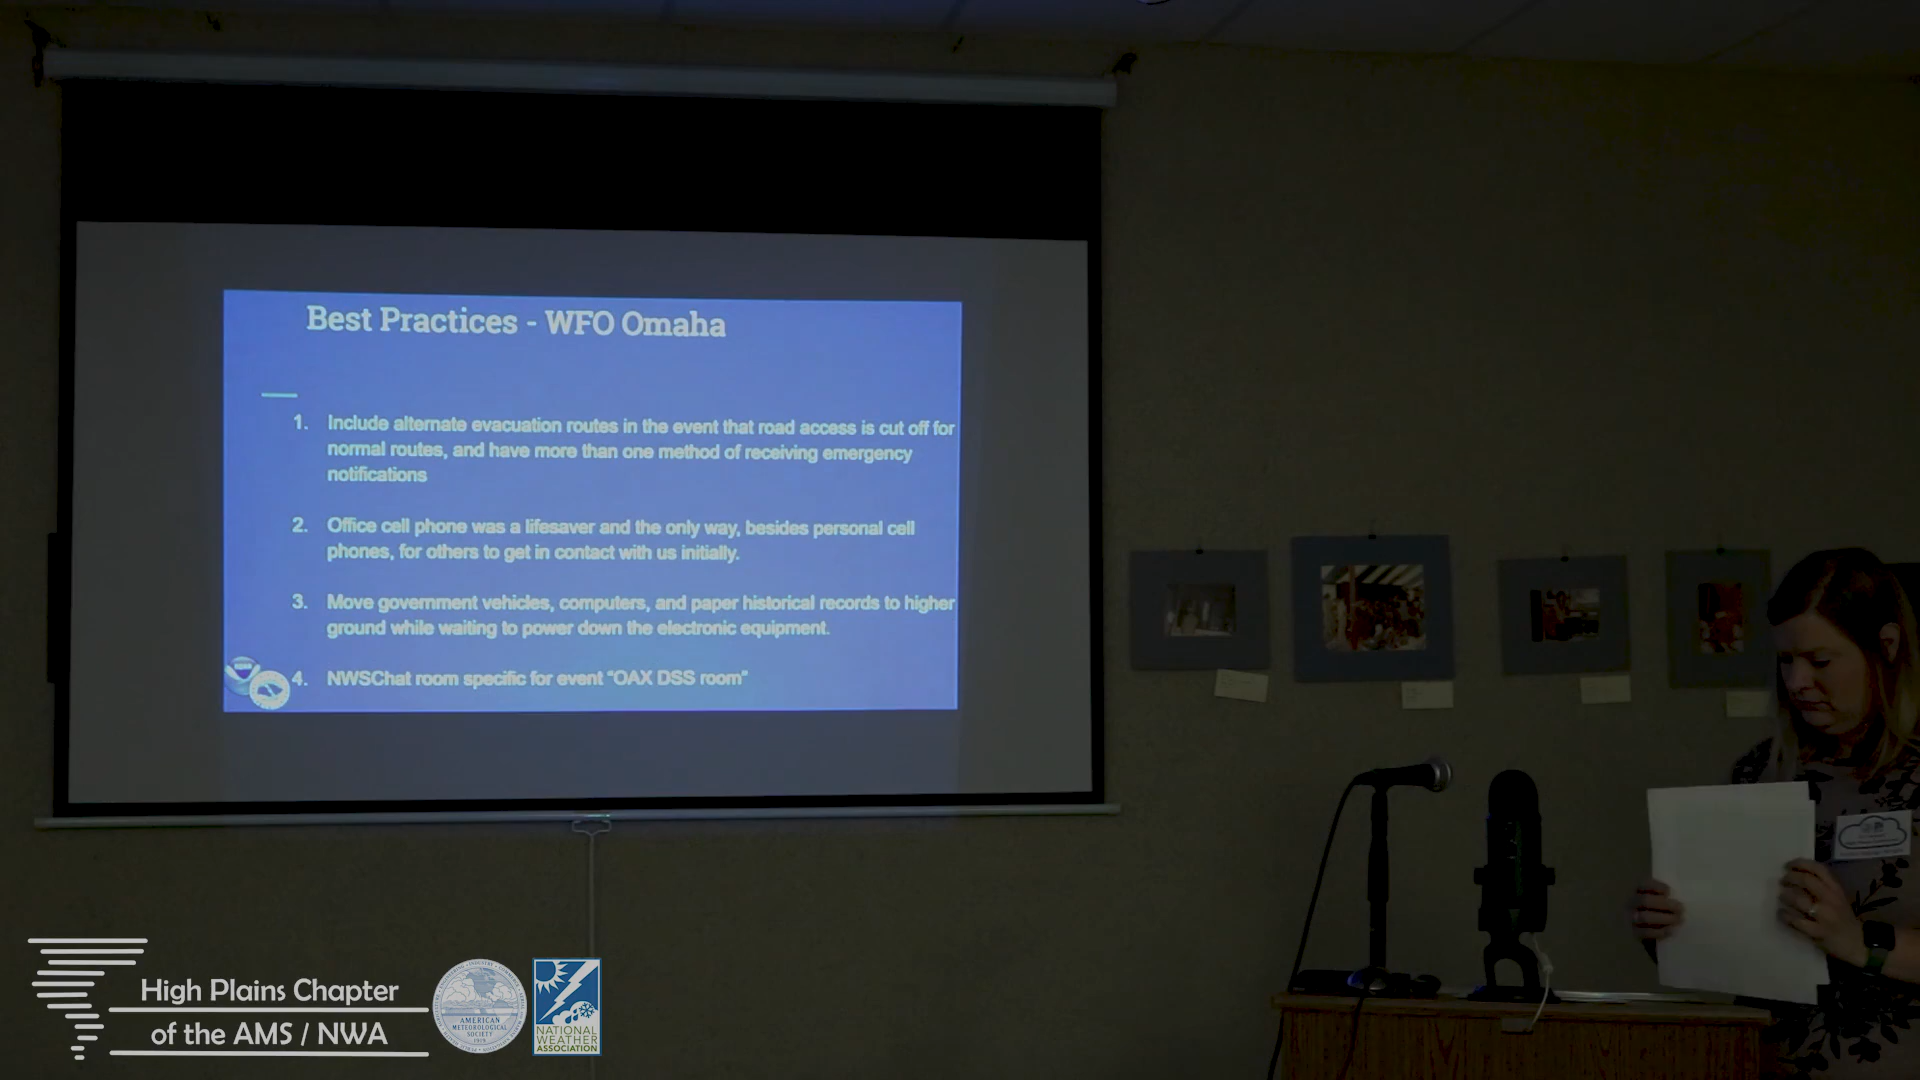 Best Practices - WFO Omaha
1. Include alternate evacuation routes in the event that road access is cut off for
normal routes, and have more than one method of receiving emergency
notifications
2. Office cell phone was a lifesaver and the only way, besides personal cell
phones, for others to get in contact with us initially.
3. Move government vehicles, computers, and paper historical records to higher
ground while waiting to power down the electronic equipment.
4. NWSChat room specific for event “OAX DSS room”
High Plains Chapter
of the AMS / NWA
AMERICAN
METEOROLOGICAL
SOCIETY
NATIONAL
WEATHER
ASSOCIATION